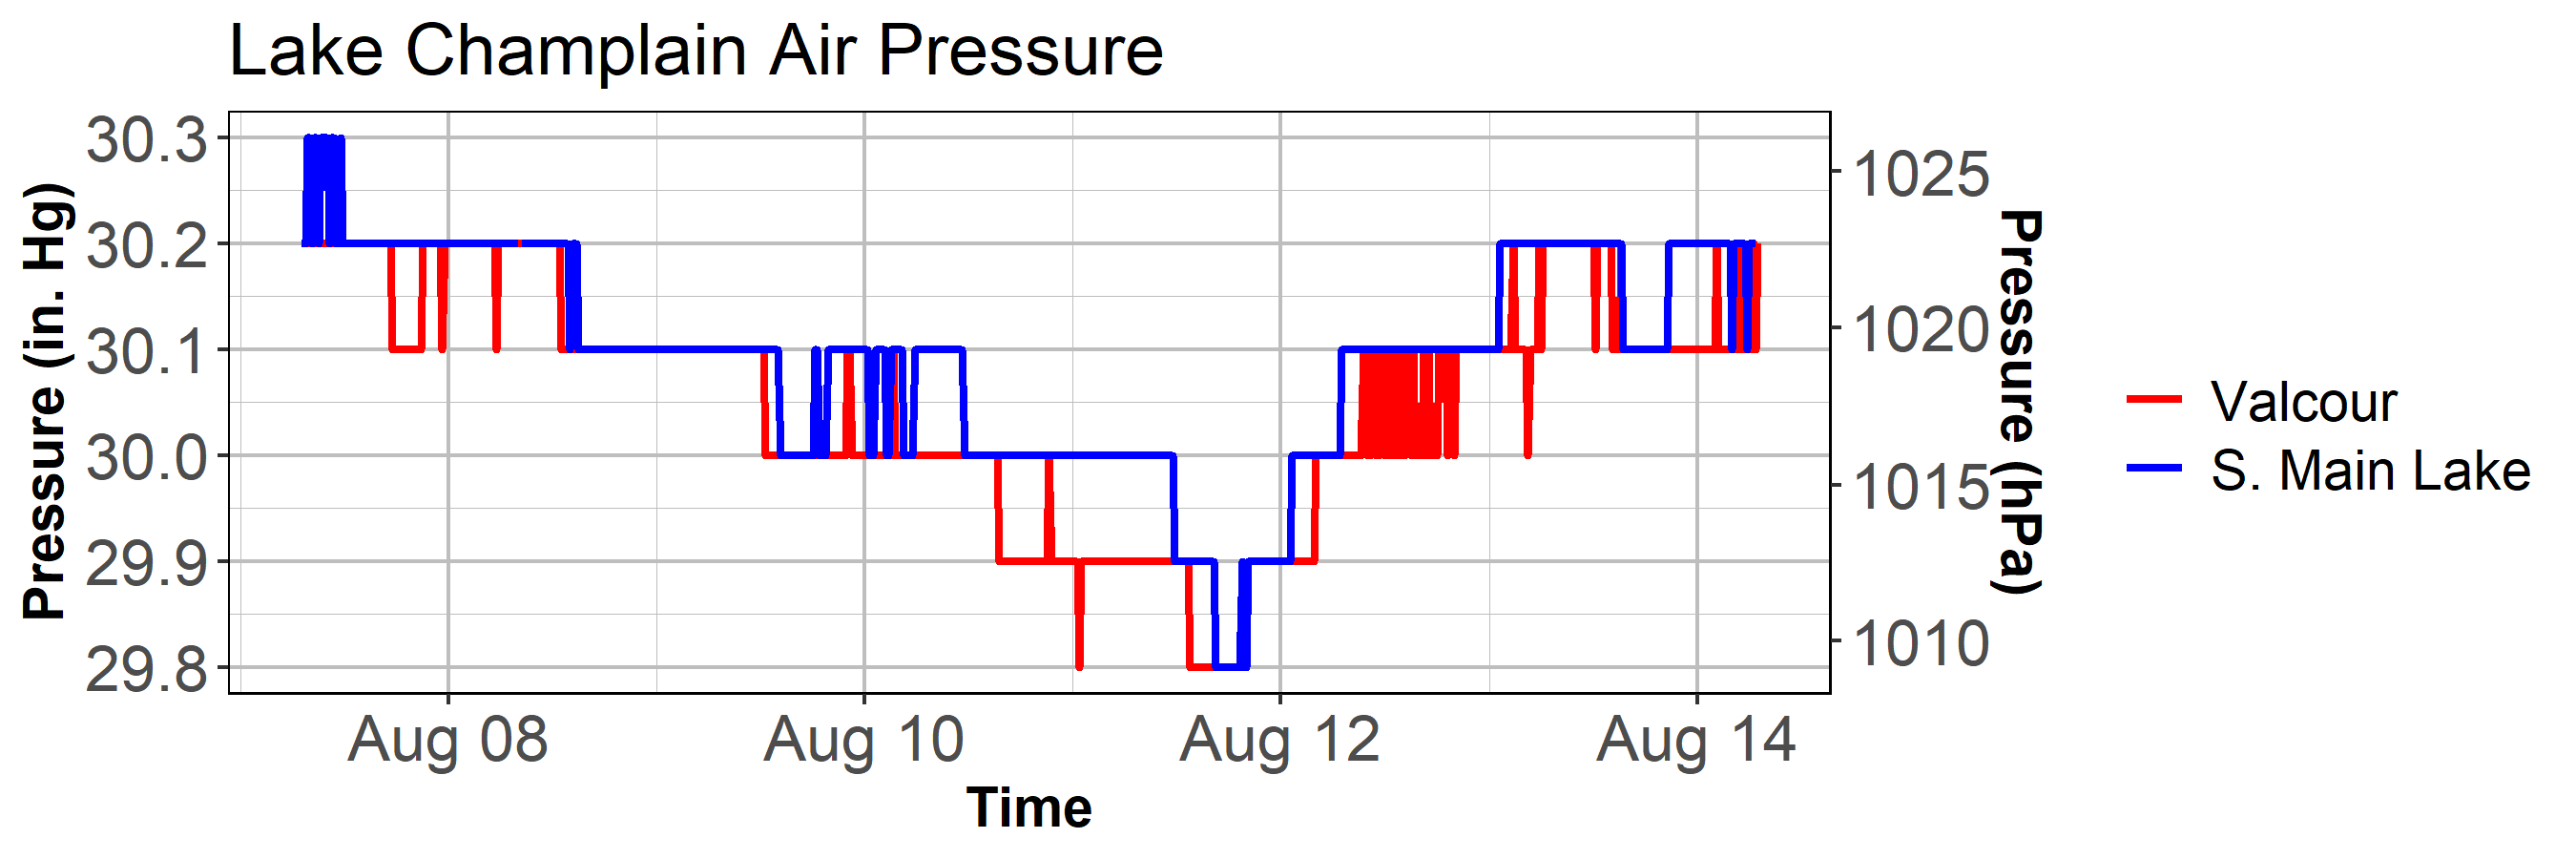 Lake Champlain Air Pressure
Pressure (in. Hg)
30.3
30.2
30.1
30.0
29.9
29.8
1025
1020
1015
1010
Pressure (hPa)
Aug 08
Aug 10
Aug 12
Aug 14
Time
Valcour
S. Main Lake